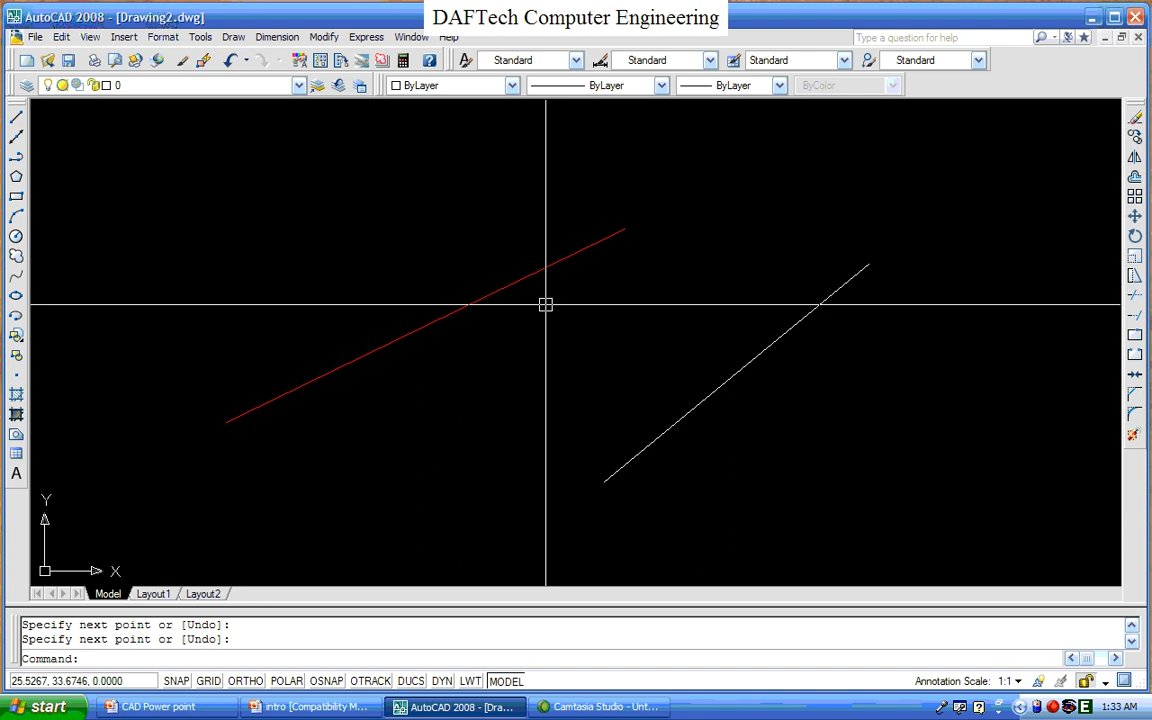 AutoCAD 2008 - [Drawing2.dwg]
DAFTech Computer Engineering
File Edit View Insert Format Tools Draw Dimension Modify Express Window Help
Type a question for help
Standard Standard Standard Standard
0 ByLayer ByLayer ByLayer ByColor
A
Y
X
Model Layout1 Layout2
Specify next point or [Undo]:
Specify next point or [Undo]:
Command:
25.5267, 33.6746, 0.0000 SNAP GRID ORTHO POLAR OSNAP OTRACK DUCS DYN LWT MODEL Annotation Scale: 1:1
start CAD Power point intro [Compatibility M... AutoCAD 2008 - [Dra... Camtasia Studio - Unt... E 1:33 AM